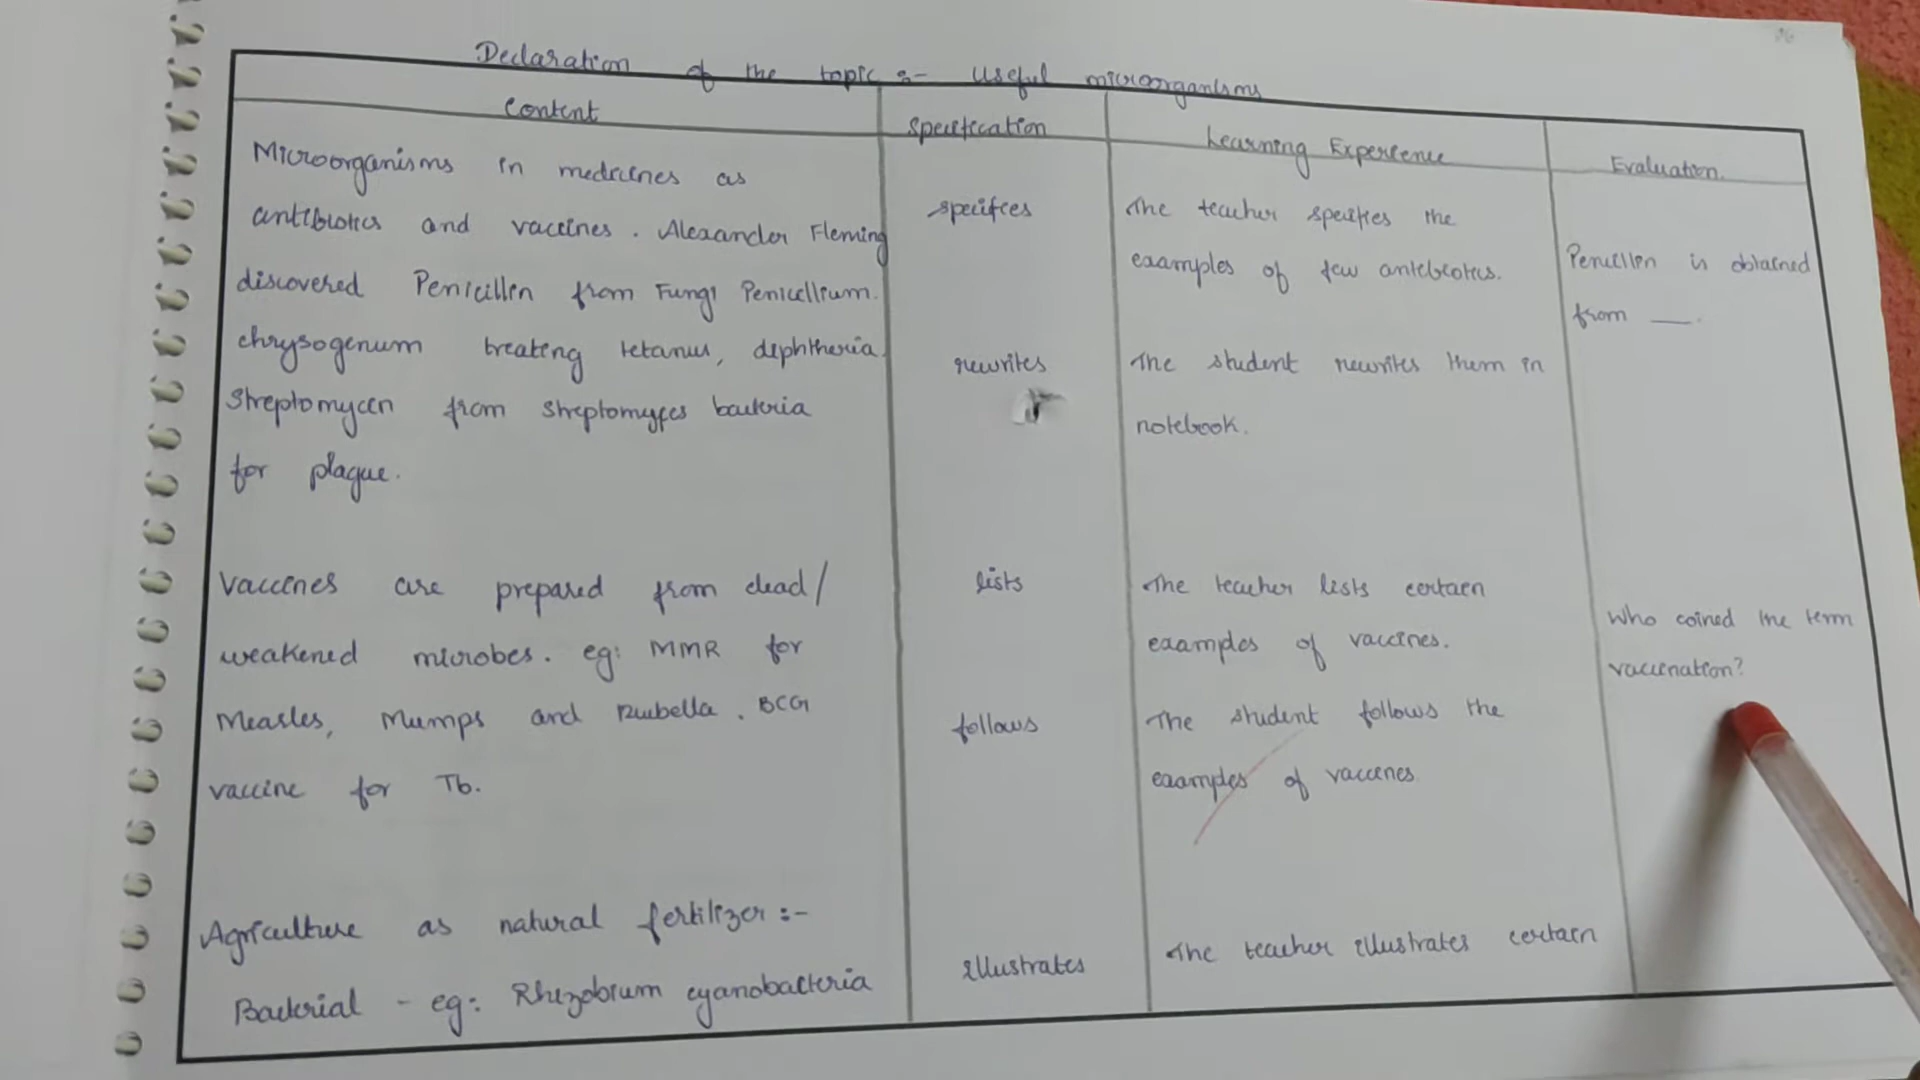 Declaration of the topic :- Useful microorganisms
Content
Specification
Learning Experience
Evaluation.
Microorganisms in medicines as
antibiotics and vaccines. Alexander Fleming
discovered Penicillin from Fungi Penicillium.
chrysogenum treating tetanus, diphtheria.
Streptomycin from Streptomyces bacteria
for plague.
specifies
rewrites
The teacher specifies the
examples of few antibiotics.
The student rewrites them in
notebook.
Penicillin is obtained
from __.
Vaccines are prepared from dead/
weakened microbes. eg: MMR for
Measles, Mumps and Rubella. BCG
vaccine for Tb.
lists
follows
The teacher lists certain
examples of vaccines.
The student follows the
examples of vaccines
Who coined the term
vaccination?
Agriculture as natural fertilizer :-
Bacterial - eg: Rhizobium cyanobacteria
illustrates
The teacher illustrates certain